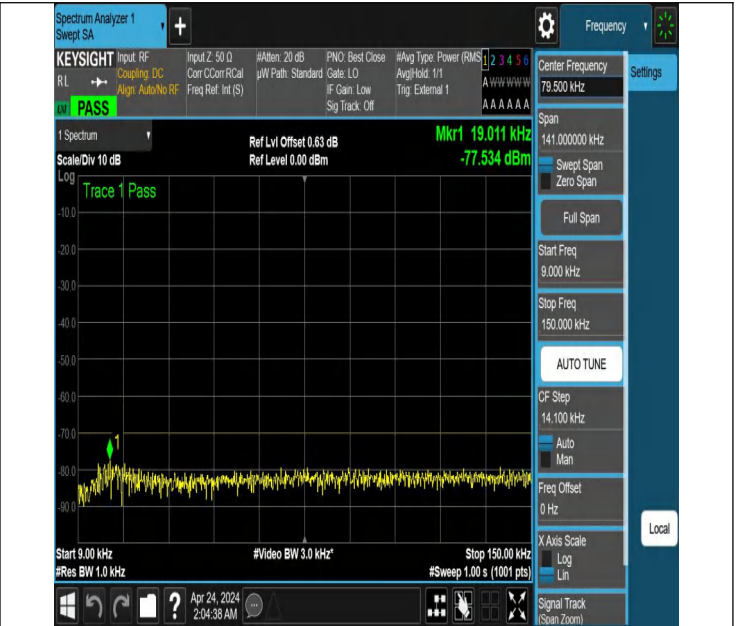 Spectrum Analyzer 1
Swept SA
+
Frequency
KEYSIGHT
RL
PASS
Input: RF
Coupling: DC
Align: Auto/No RF
Input Z: 50 Ω
Corr CCorr RCal
Freq Ref: Int (S)
#Atten: 20 dB
µW Path: Standard
PNO: Best Close
Gate: LO
IF Gain: Low
Sig Track: Off
#Avg Type: Power (RMS
Avg|Hold: 1/1
Trig: External 1
1 2 3 4 5 6
A W W W W W
A A A A A A
Center Frequency
79.500 kHz
Settings
1 Spectrum
Scale/Div 10 dB
Ref Lvl Offset 0.63 dB
Ref Level 0.00 dBm
Mkr1 19.011 kHz
-77.534 dBm
Log
Trace 1 Pass
-10.0
-20.0
-30.0
-40.0
-50.0
-60.0
-70.0
-80.0
-90.0
1
Start 9.00 kHz
#Res BW 1.0 kHz
#Video BW 3.0 kHz*
Stop 150.00 kHz
#Sweep 1.00 s (1001 pts)
Span
141.000000 kHz
Swept Span
Zero Span
Full Span
Start Freq
9.000 kHz
Stop Freq
150.000 kHz
AUTO TUNE
CF Step
14.100 kHz
Auto
Man
Freq Offset
0 Hz
X Axis Scale
Log
Lin
Local
Signal Track
(Span Zoom)
?
Apr 24, 2024
2:04:38 AM